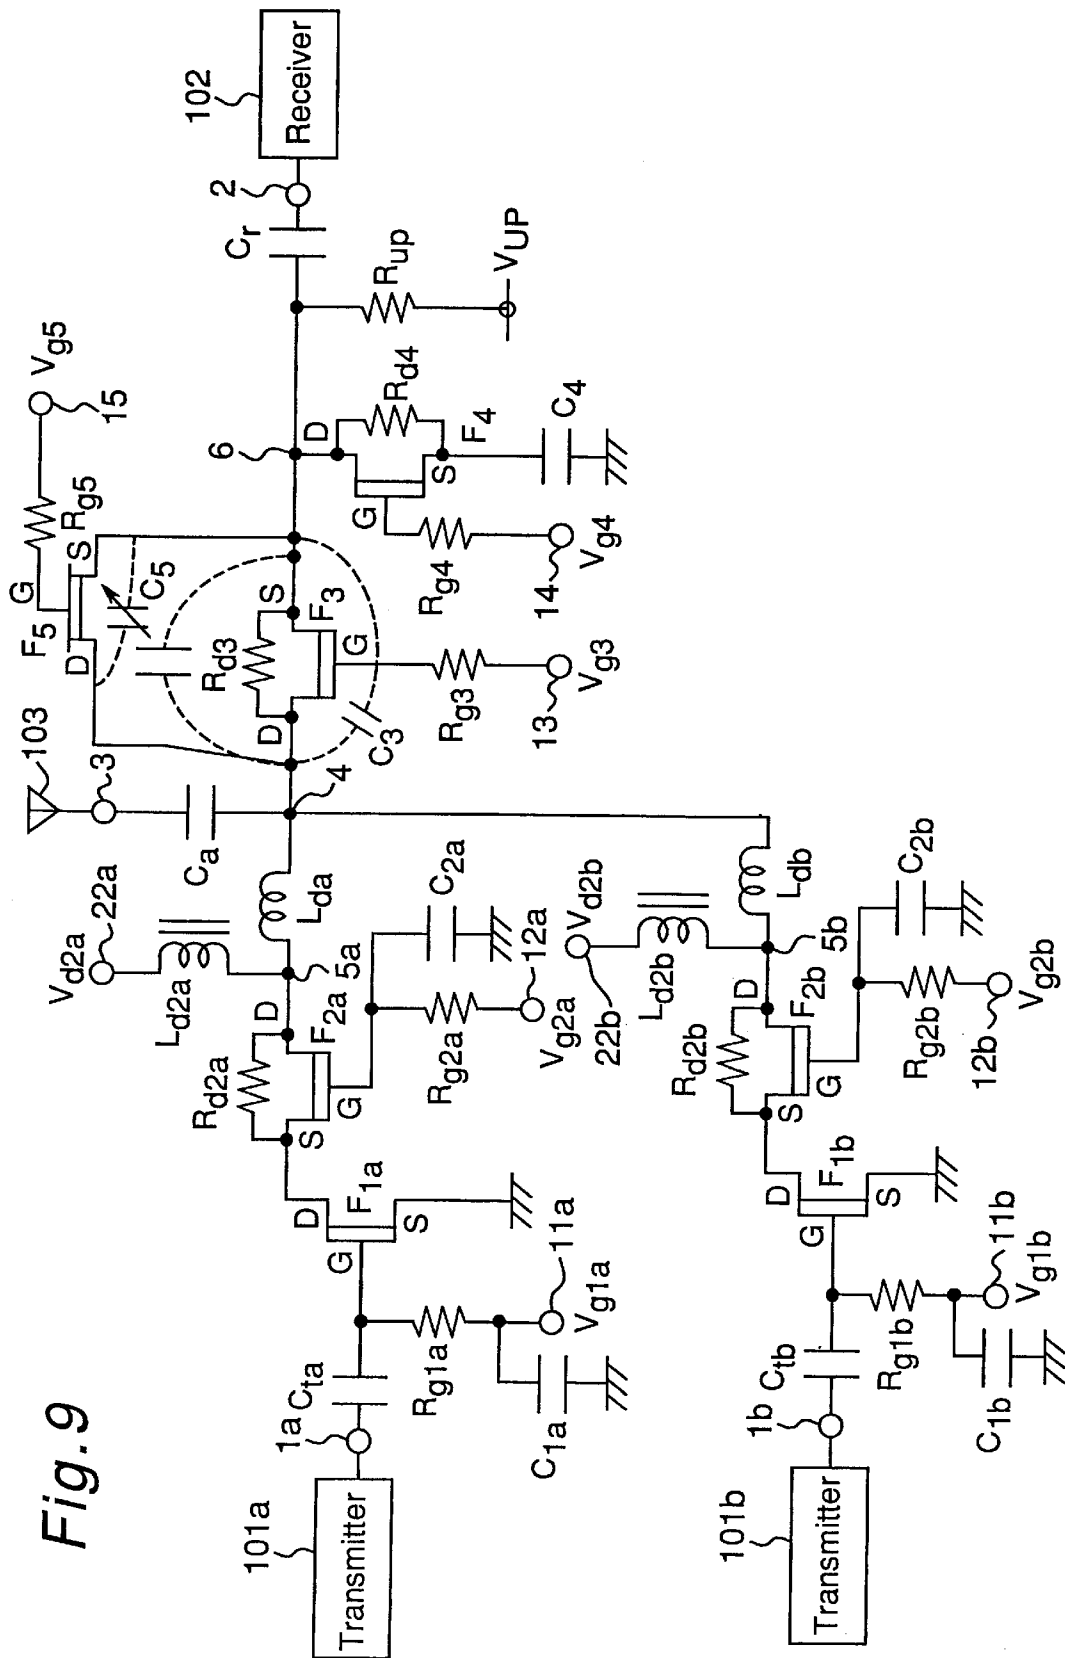 Fig.9
101a
Transmitter
1a
Cta
Rg1a
C1a
Vg1a
11a
G
D
S
F1a
Rd2a
S
D
G
F2a
Rg2a
Vg2a
12a
C2a
5a
Ld2a
Vd2a
22a
Lda
Ca
3
103
4
101b
Transmitter
1b
Ctb
Rg1b
C1b
Vg1b
11b
G
D
S
F1b
Rd2b
S
D
G
F2b
Rg2b
Vg2b
12b
C2b
5b
Ld2b
Vd2b
22b
Ldb
D
Rd3
S
F3
G
C3
Rg3
13
Vg3
D
F5
G
S
C5
Rg5
15
Vg5
6
D
G
S
Rd4
F4
C4
Rg4
14
Vg4
Rup
VUP
Cr
2
102
Receiver